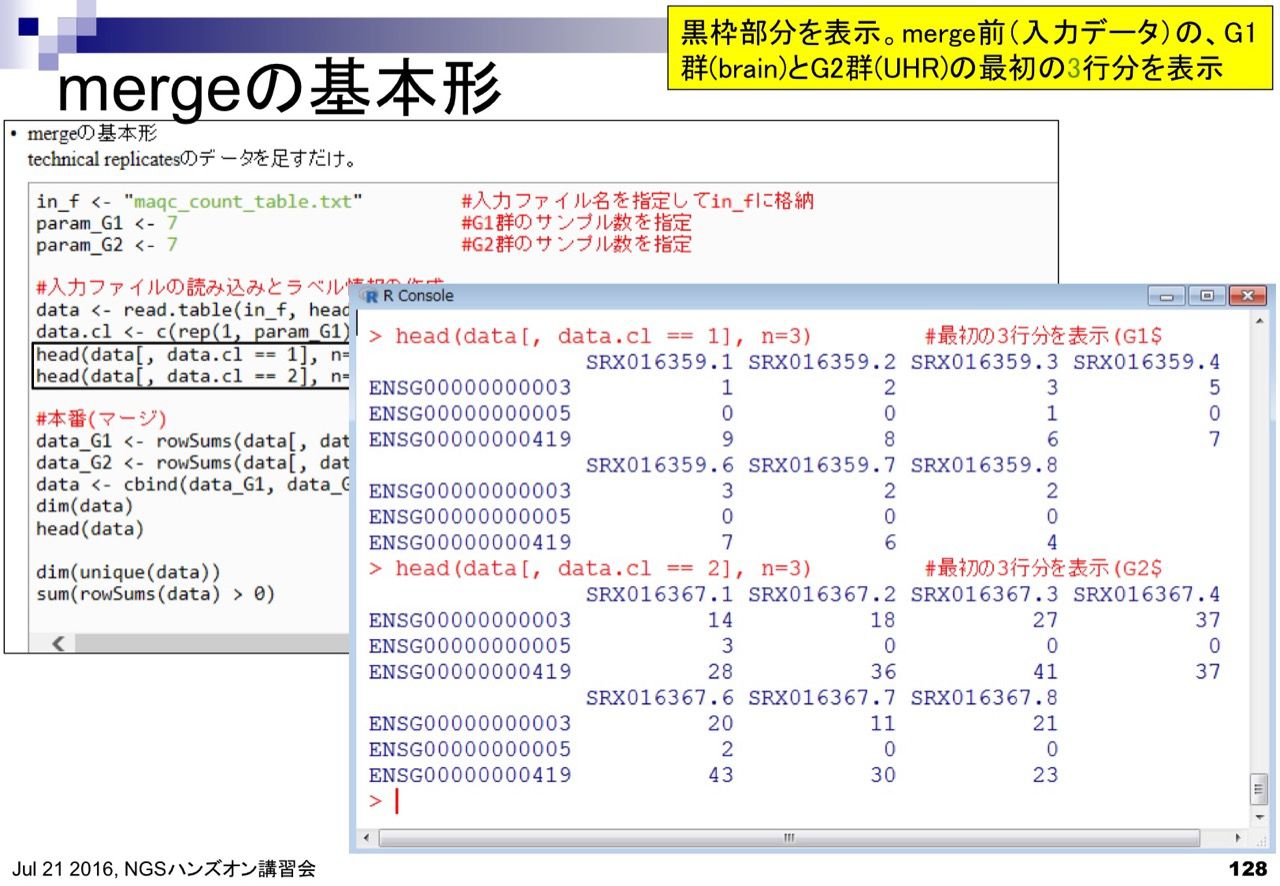 黒枠部分を表示。merge前(入力データ)の、G1
群(brain)とG2群(UHR)の最初の3行分を表示
mergeの基本形
• mergeの基本形
technical replicatesのデータを足すだけ。
in_f <- "maqc_count_table.txt" #入力ファイル名を指定してin_fに格納
param_G1 <- 7 #G1群のサンプル数を指定
param_G2 <- 7 #G2群のサンプル数を指定
#入力ファイルの読み込みとラベル情報の作成
data <- read.table(in_f, head
data.cl <- c(rep(1, param_G1)
head(data[, data.cl == 1], n=
head(data[, data.cl == 2], n=
#本番(マージ)
data_G1 <- rowSums(data[, dat
data_G2 <- rowSums(data[, dat
data <- cbind(data_G1, data_G
dim(data)
head(data)
dim(unique(data))
sum(rowSums(data) > 0)
R Console
> head(data[, data.cl == 1], n=3) #最初の3行分を表示(G1$
SRX016359.1 SRX016359.2 SRX016359.3 SRX016359.4
ENSG00000000003 1 2 3 5
ENSG00000000005 0 0 1 0
ENSG00000000419 9 8 6 7
SRX016359.6 SRX016359.7 SRX016359.8
ENSG00000000003 3 2 2
ENSG00000000005 0 0 0
ENSG00000000419 7 6 4
> head(data[, data.cl == 2], n=3) #最初の3行分を表示(G2$
SRX016367.1 SRX016367.2 SRX016367.3 SRX016367.4
ENSG00000000003 14 18 27 37
ENSG00000000005 3 0 0 0
ENSG00000000419 28 36 41 37
SRX016367.6 SRX016367.7 SRX016367.8
ENSG00000000003 20 11 21
ENSG00000000005 2 0 0
ENSG00000000419 43 30 23
>
Jul 21 2016, NGSハンズオン講習会
128